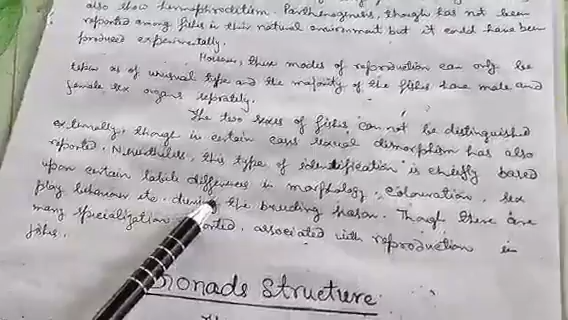 also show hermaphroditism. Parthenogenesis, though has not been
reported among fishes in their natural environment but it could have been
produced experimentally.
However, these modes of reproduction can only be
taken as of unusual type and the majority of the fishes have male and
female sex organs seprately.
The two sexes of fishes can not be distinguished
externally, though in certain cases sexual dimorphism has also
reported. Nevertheless, this type of identification is chiefly based
upon certain labile differences in morphology, colouration, sex
play behaviour etc. during the breeding season. Though there are
many specialization reported, associated with reproduction in
fishes.
Gonads Structure